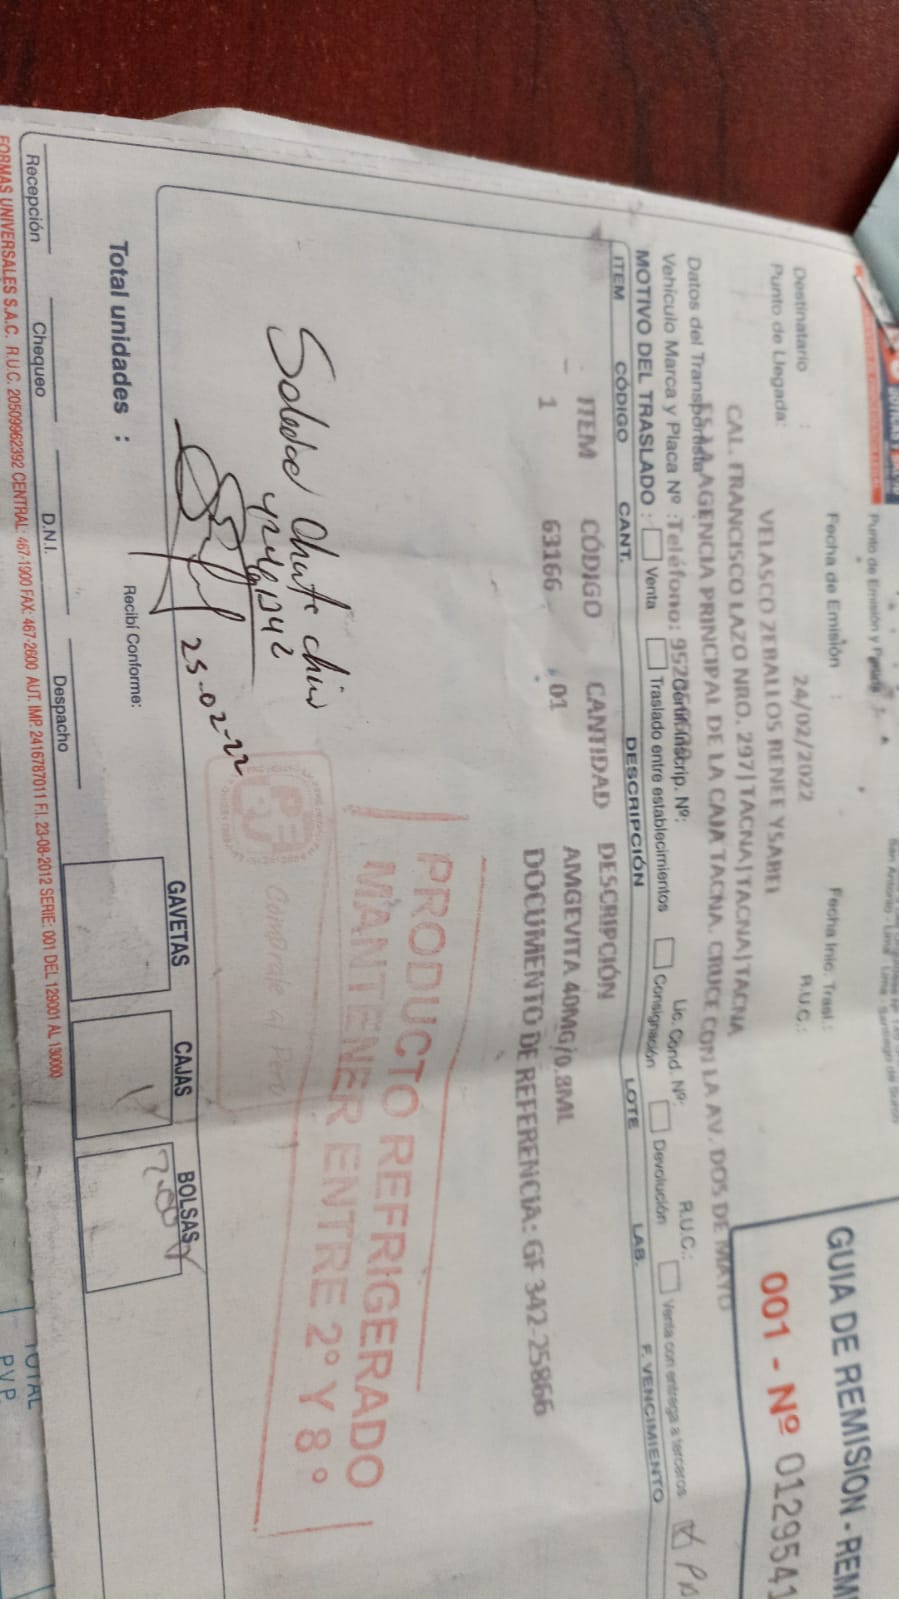 GUIA DE REMISION - REMI
001 - Nº 0129541
Punto de Emisión y
Fecha de Emisión :
24/02/2022
Fecha Inic. Trasl.:
Destinatario :
VELASCO ZEBALLOS RENEE YSABEL
R.U.C.:
Punto de Llegada:
CAL. FRANCISCO LAZO NRO. 297|TACNA|TACNA|TACNA
AGENCIA PRINCIPAL DE LA CAJA TACNA. CRUCE CON LA AV. DOS DE MAYO
Datos del Transportista
R.U.C.:
Vehículo Marca y Placa Nº : Teléfono: 952
Certif. Inscrip. Nº:
Lic. Cond. Nº:
MOTIVO DEL TRASLADO : Venta Traslado entre establecimientos Consignación Devolución Venta con entrega a terceros
ITEM CÓDIGO CANT. DESCRIPCIÓN LOTE LAB. F. VENCIMIENTO
ITEM CÓDIGO CANTIDAD DESCRIPCIÓN
1 63166 01 AMGEVITA 40MG/0.8ML
DOCUMENTO DE REFERENCIA: GF 342-25866
PRODUCTO REFRIGERADO
MANTENER ENTRE 2° Y 8°
Soledad
25-02-22
Total unidades :
Recibí Conforme:
GAVETAS CAJAS BOLSAS
1
Recepción Chequeo D.N.I. Despacho
FORMAS UNIVERSALES S.A.C. R.U.C. 20509962392 CENTRAL: 467-1900 FAX: 467-2600 AUT. IMP. 2416787011 F.I. 23-08-2012 SERIE: 001 DEL 129001 AL 130000
TOTAL
P.V.P.